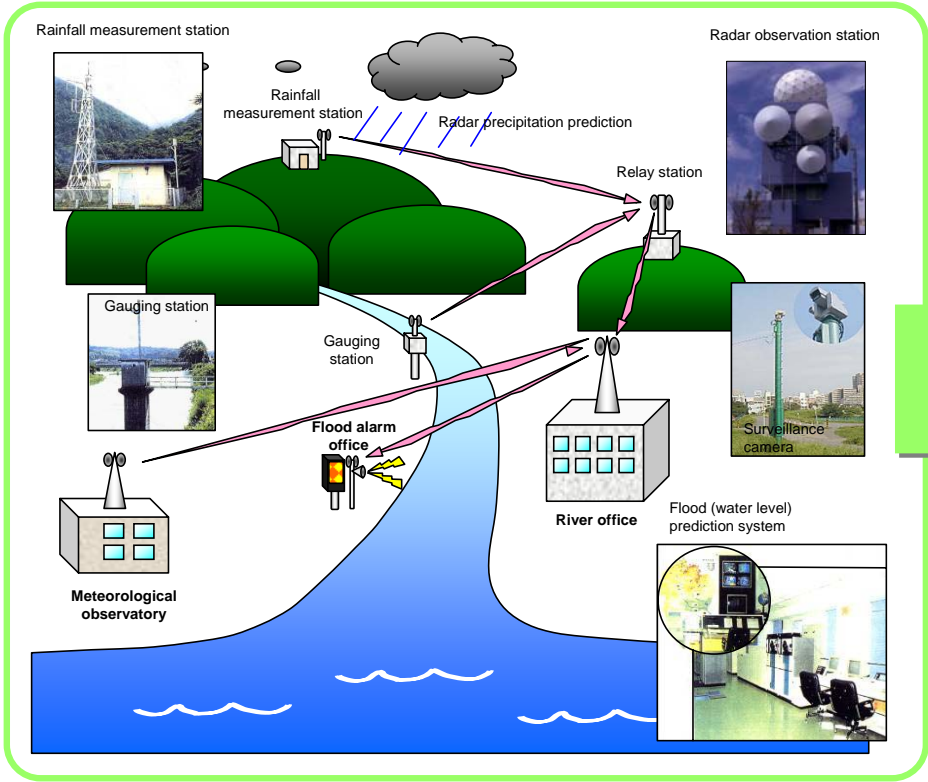 Rainfall measurement station
Radar observation station
Rainfall
measurement station
Radar precipitation prediction
Relay station
Gauging station
Gauging
station
Surveillance
camera
Flood alarm
office
River office
Flood (water level)
prediction system
Meteorological
observatory